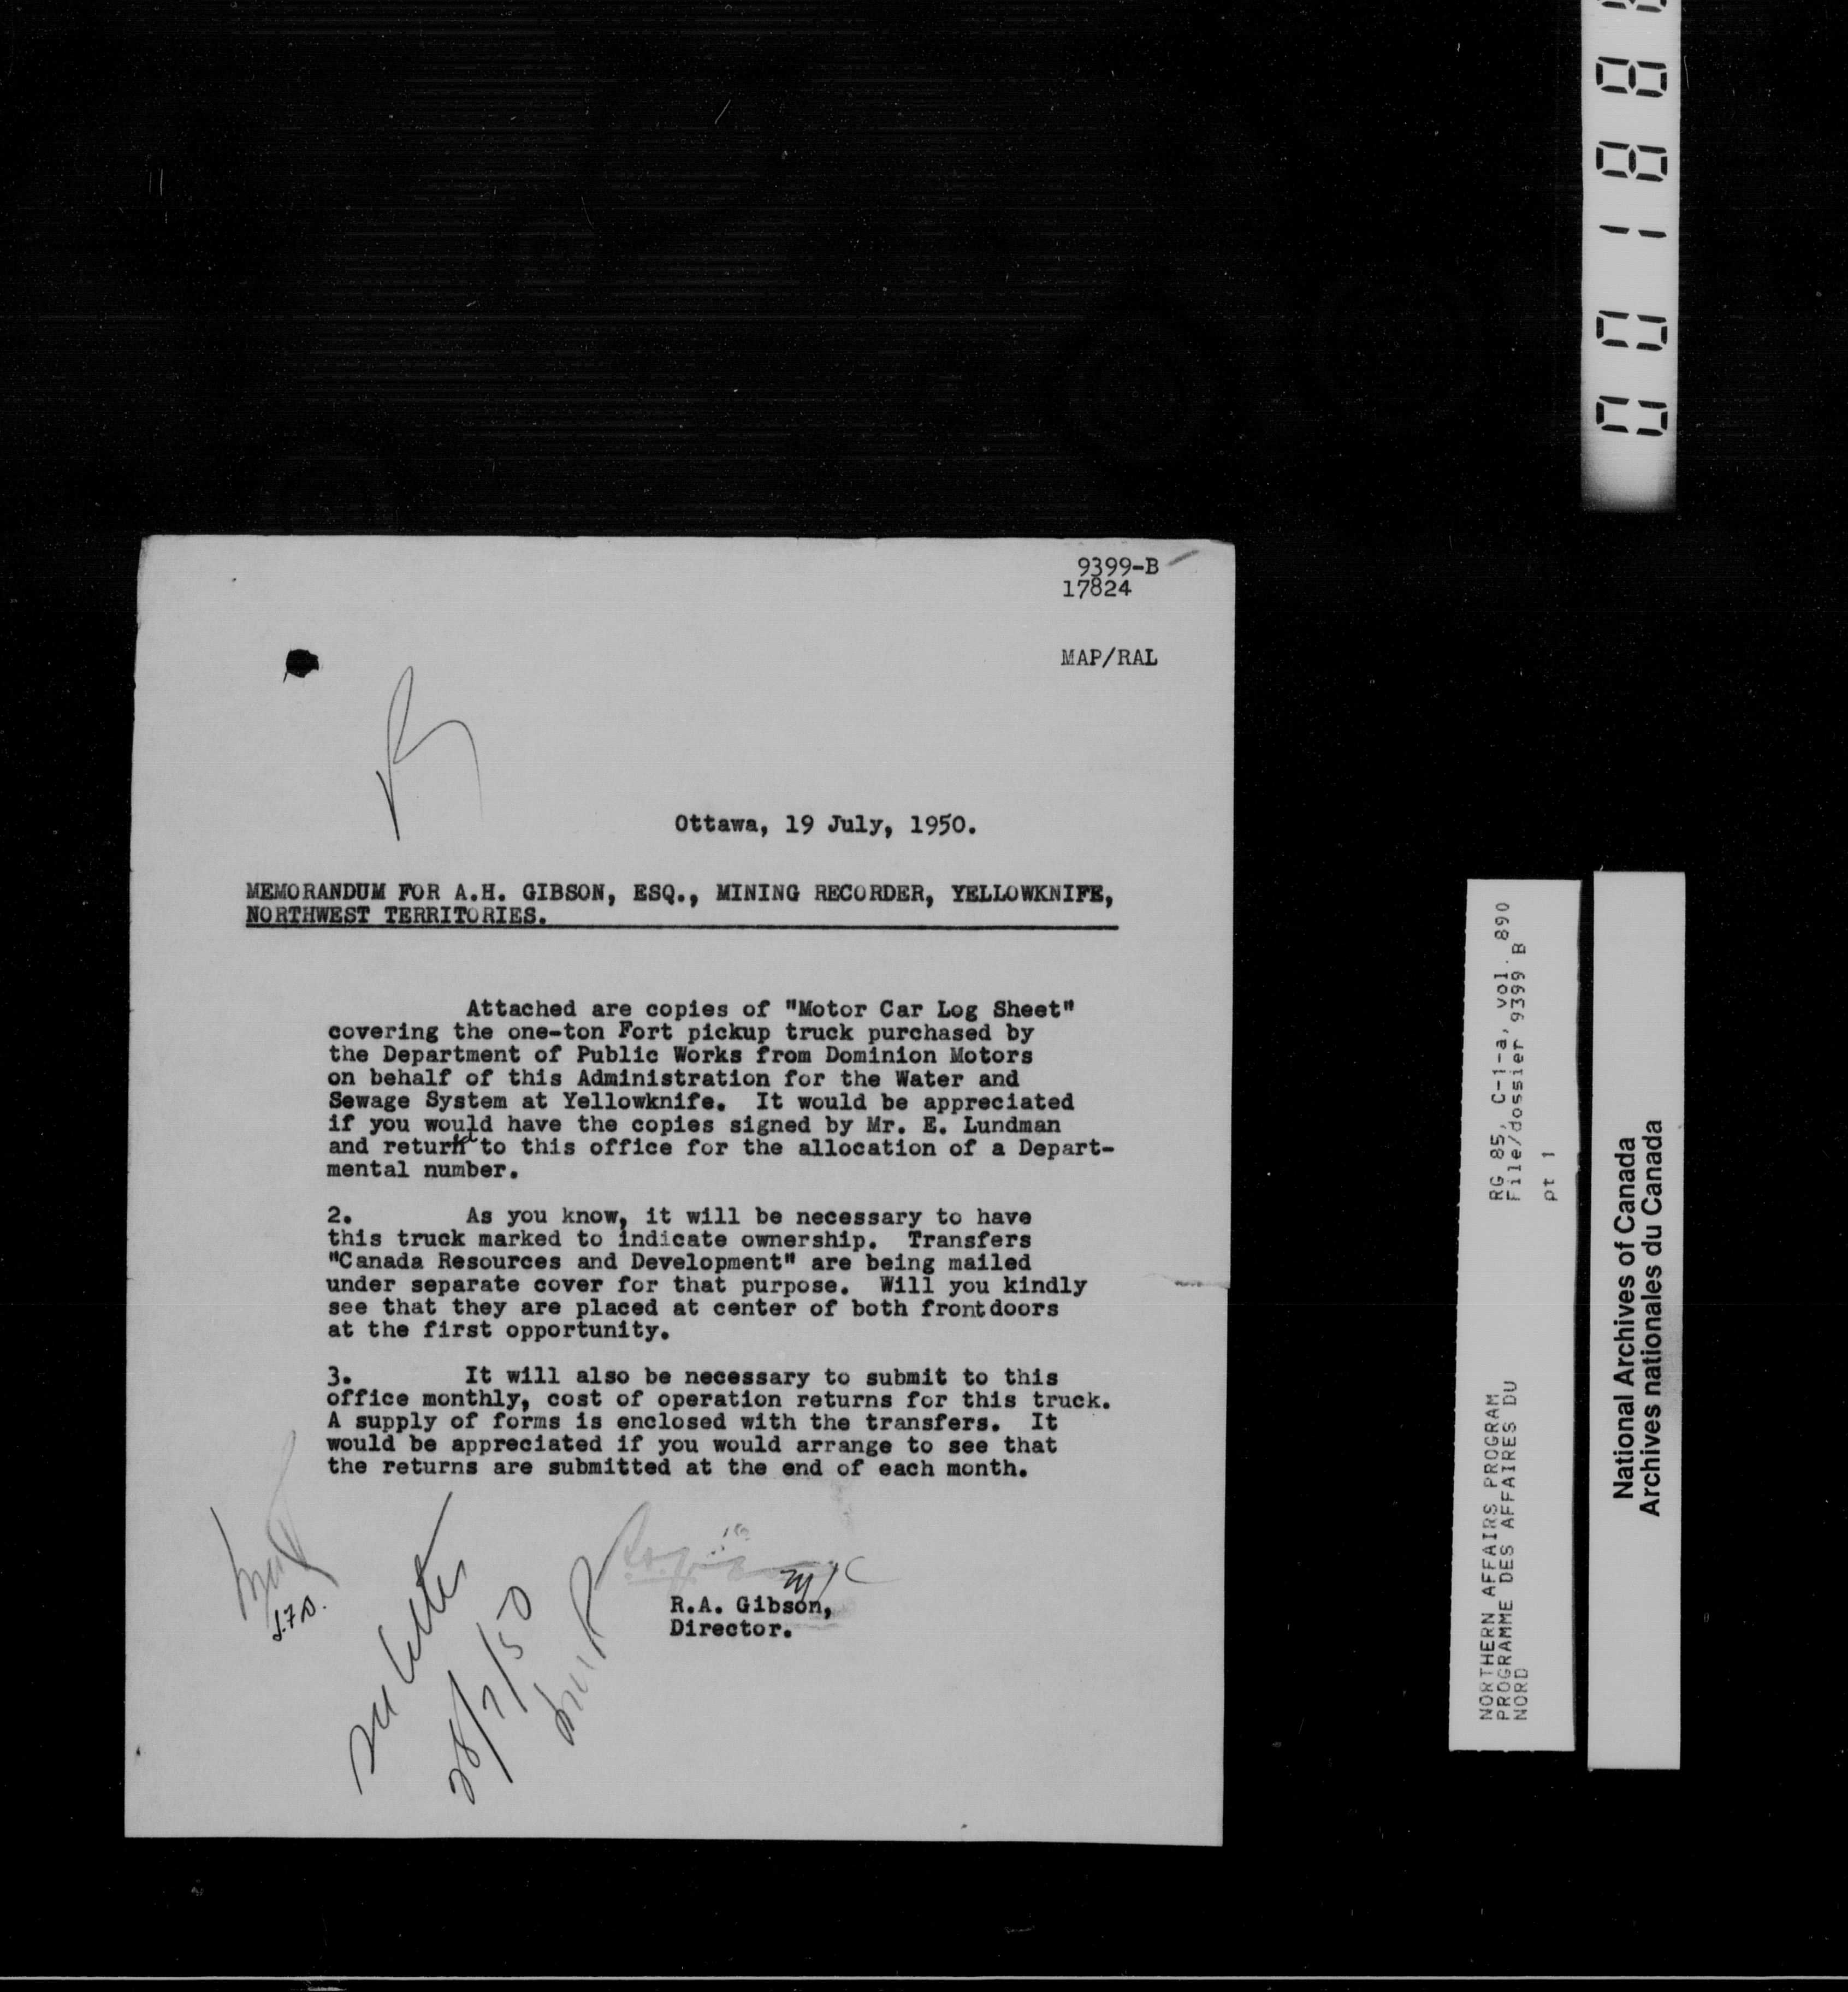 9399-B
17824
MAP/RAL
Ottawa, 19 July, 1950.
MEMORANDUM FOR A.H. GIBSON, ESQ., MINING RECORDER, YELLOWKNIFE,
NORTHWEST TERRITORIES.
Attached are copies of "Motor Car Log Sheet"
covering the one-ton Fort pickup truck purchased by
the Department of Public Works from Dominion Motors
on behalf of this Administration for the Water and
Sewage System at Yellowknife. It would be appreciated
if you would have the copies signed by Mr. E. Lundman
and returned to this office for the allocation of a Depart-
mental number.
2. As you know, it will be necessary to have
this truck marked to indicate ownership. Transfers
"Canada Resources and Development" are being mailed
under separate cover for that purpose. Will you kindly
see that they are placed at center of both front doors
at the first opportunity.
3. It will also be necessary to submit to this
office monthly, cost of operation returns for this truck.
A supply of forms is enclosed with the transfers. It
would be appreciated if you would arrange to see that
the returns are submitted at the end of each month.
R.A. Gibson,
Director.
28/7/50
RG 85, C-1-a, vol. 890
File/dossier 9399 B
pt 1
NORTHERN AFFAIRS PROGRAM
PROGRAMME DES AFFAIRES DU
NORD
National Archives of Canada
Archives nationales du Canada